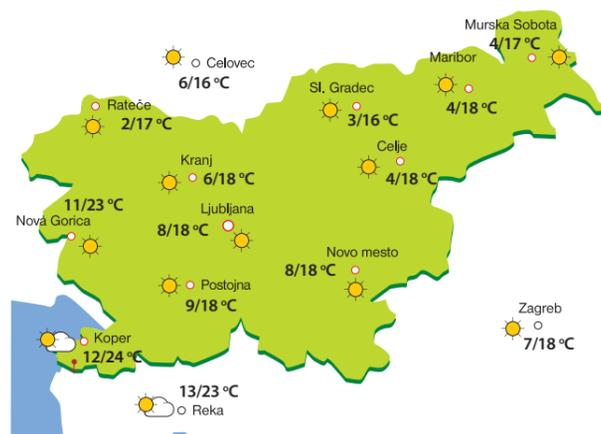 Murska Sobota
4/17 °C
Maribor
4/18 °C
Celovec
6/16 °C
Sl. Gradec
3/16 °C
Rateče
2/17 °C
Celje
4/18 °C
Kranj
6/18 °C
11/23 °C
Nova Gorica
Ljubljana
8/18 °C
Novo mesto
8/18 °C
Postojna
9/18 °C
Zagreb
7/18 °C
Koper
12/24 °C
13/23 °C
Reka